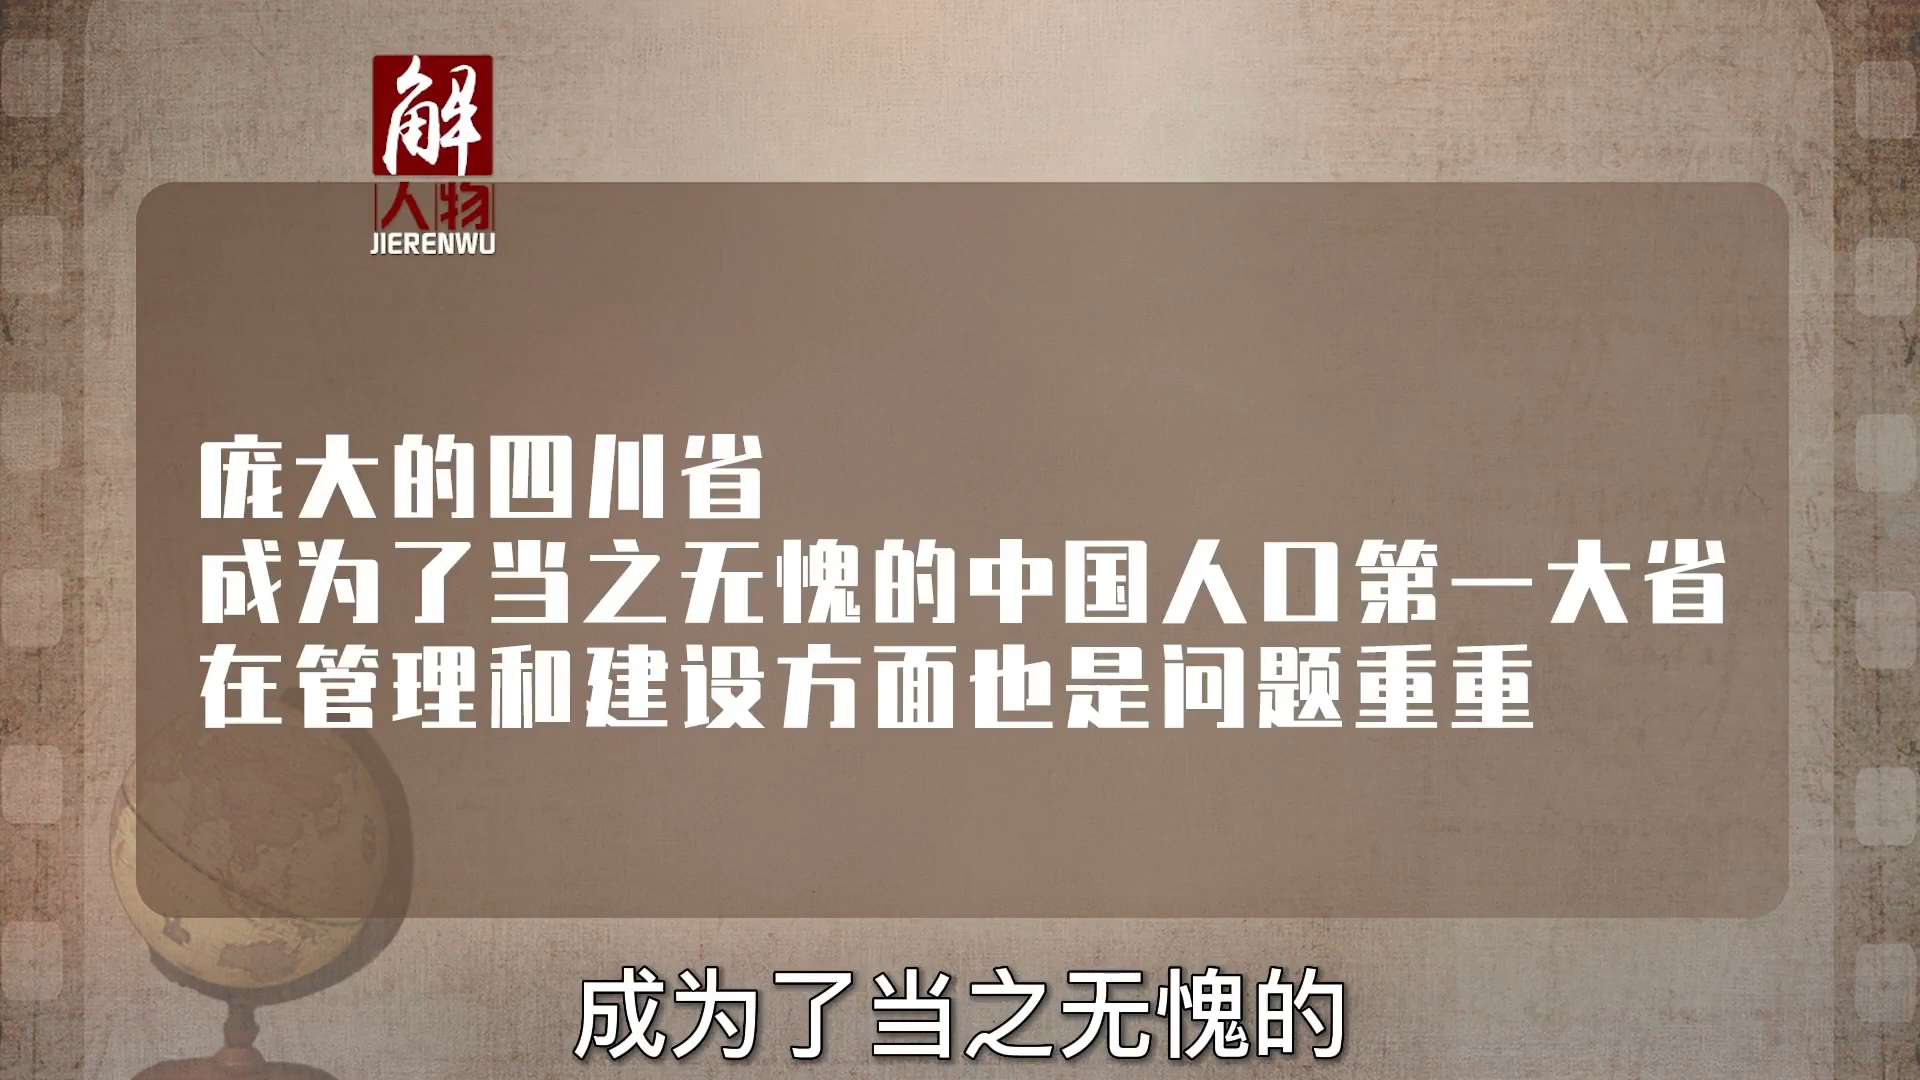 解
人物
JIERENWU
庞大的四川省
成为了当之无愧的中国人口第一大省
在管理和建设方面也是问题重重
成为了当之无愧的